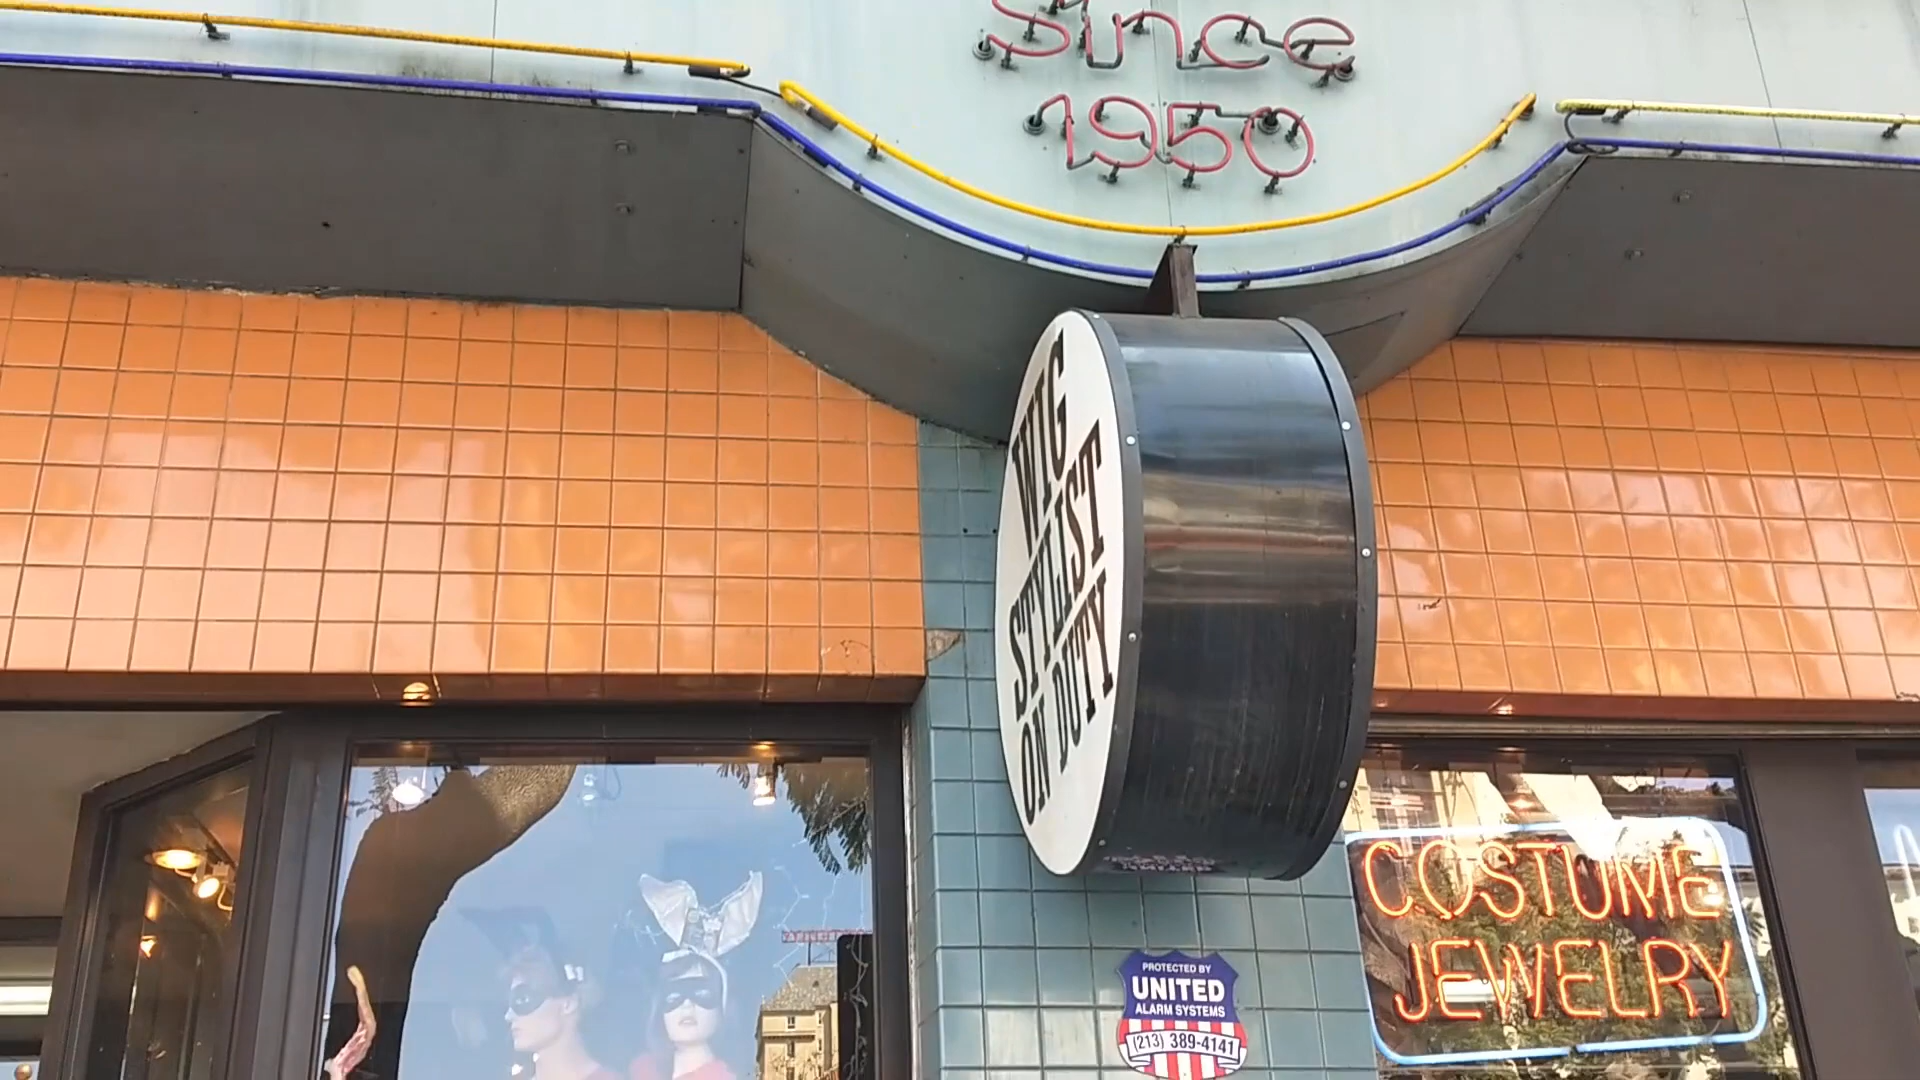 Since
1950
WIG
STYLIST
ON DUTY
COSTUME
JEWELRY
PROTECTED BY
UNITED
ALARM SYSTEMS
(213) 389-4141